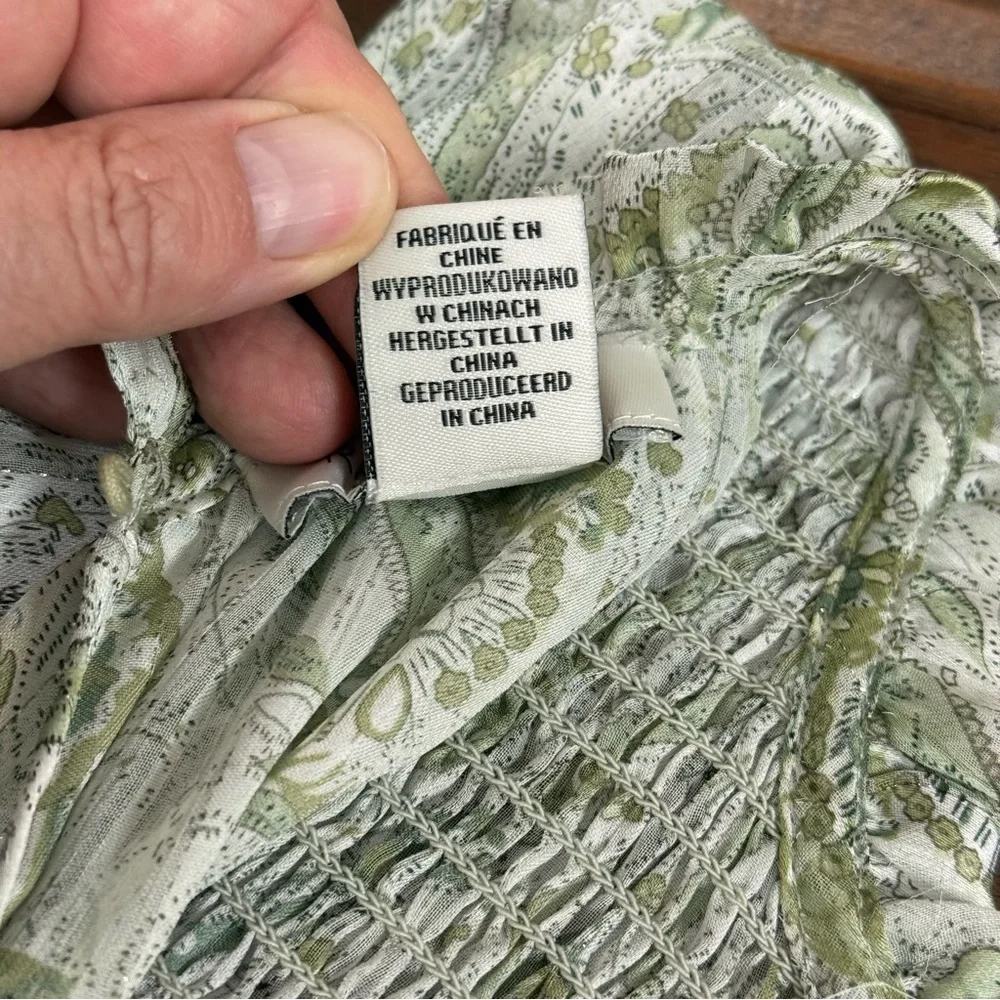 FABRIQUÉ EN
CHINE
WYPRODUKOWANO
W CHINACH
HERGESTELLT IN
CHINA
GEPRODUCEERD
IN CHINA